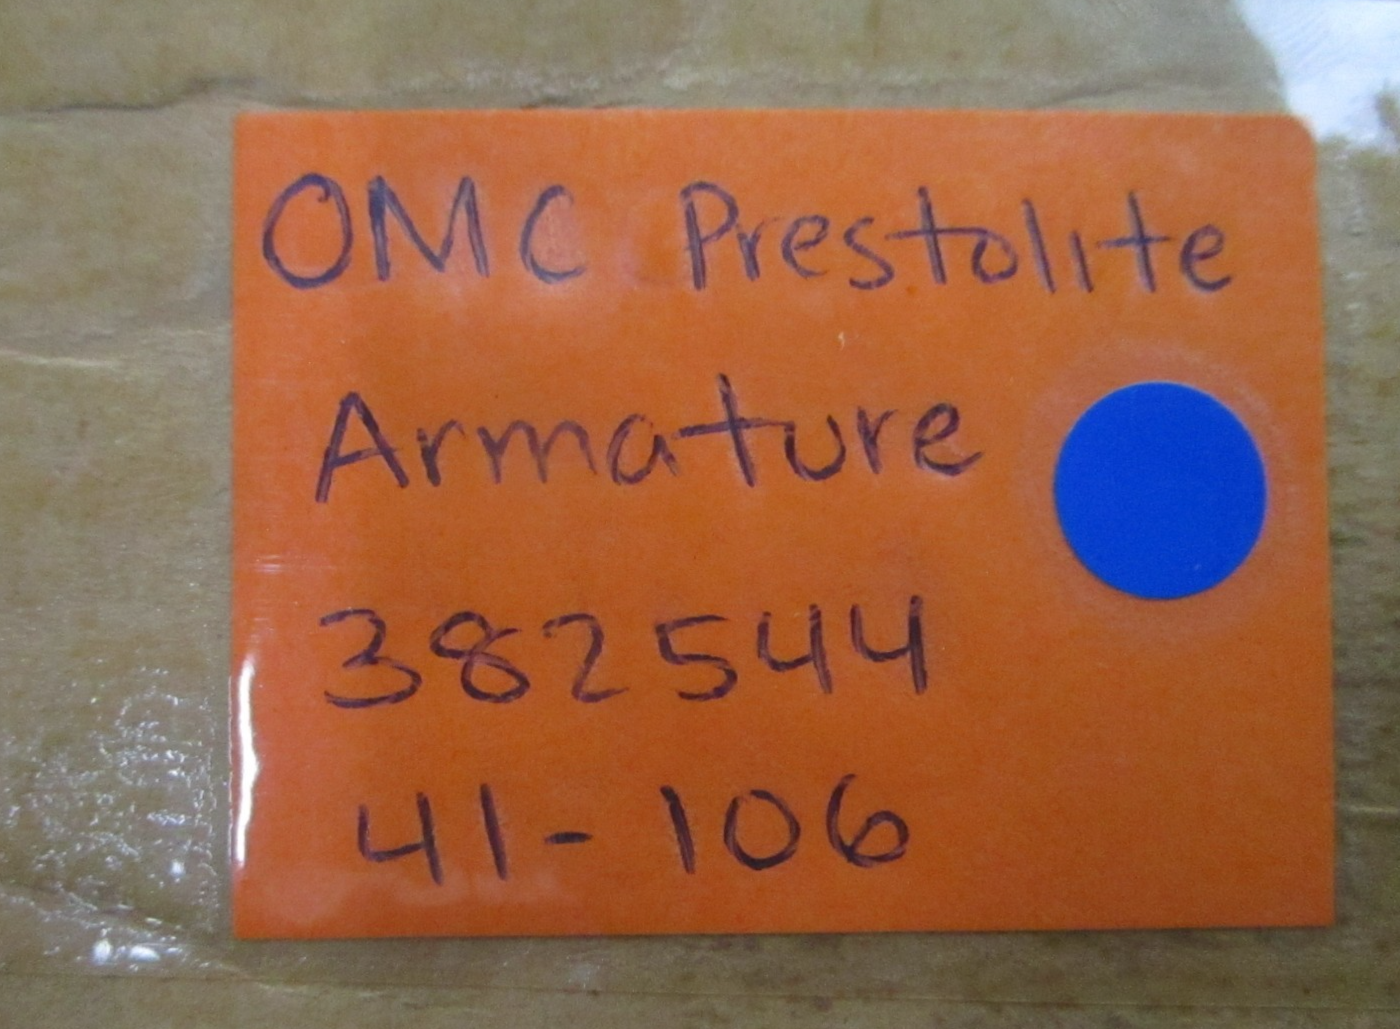 OMC Prestolite
Armature
382544
41-106